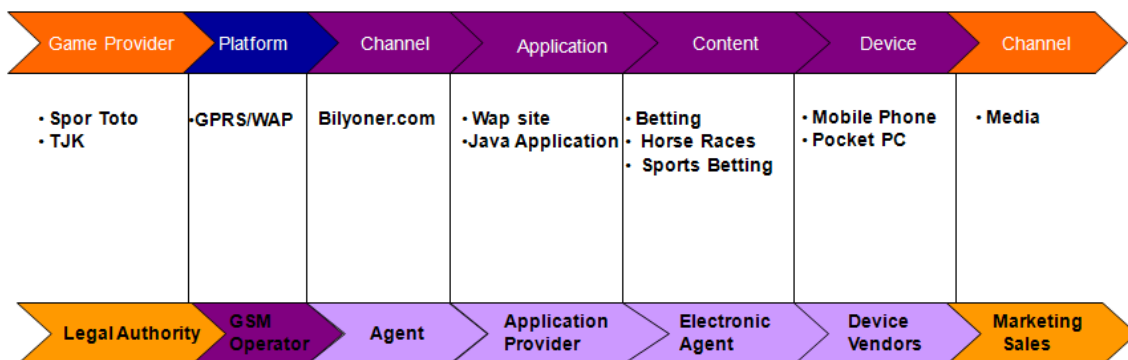 Game Provider
Platform
Channel
Application
Content
Device
Channel
• Spor Toto
• TJK
•GPRS/WAP
Bilyoner.com
• Wap site
•Java Application
• Betting
• Horse Races
• Sports Betting
• Mobile Phone
• Pocket PC
• Media
Legal Authority
GSM
Operator
Agent
Application
Provider
Electronic
Agent
Device
Vendors
Marketing
Sales